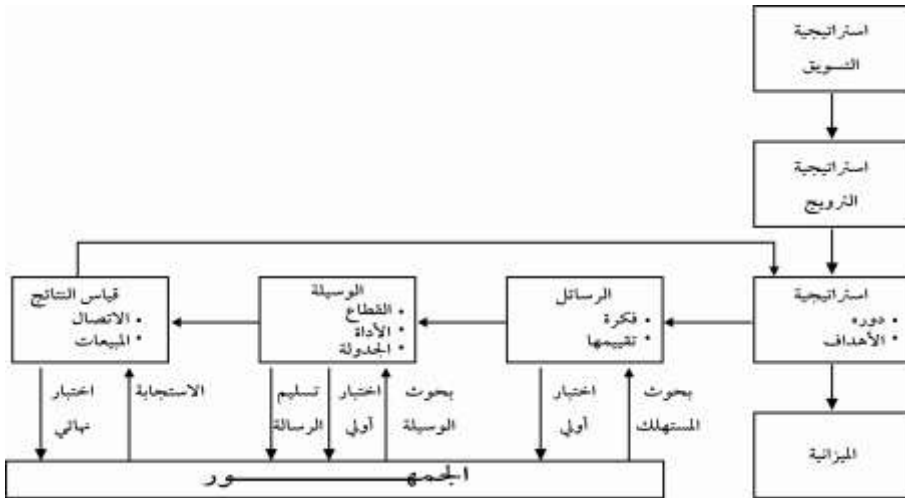 استراتيجية
التسويق
استراتيجية
الترويج
استراتيجية
• دوره
• الأهداف
الرسائل
• فكرة
• تقييمها
الوسيلة
• القطاع
• الأداة
• الجدولة
قياس النتائج
• الاتصال
• المبيعات
بحوث
المستهلك
اختبار
أولي
بحوث
الوسيلة
اختبار
أولي
تسليم
الرسالة
الاستجابة
اختبار
نهائي
الميزانية
الجمهـــــــــــــور